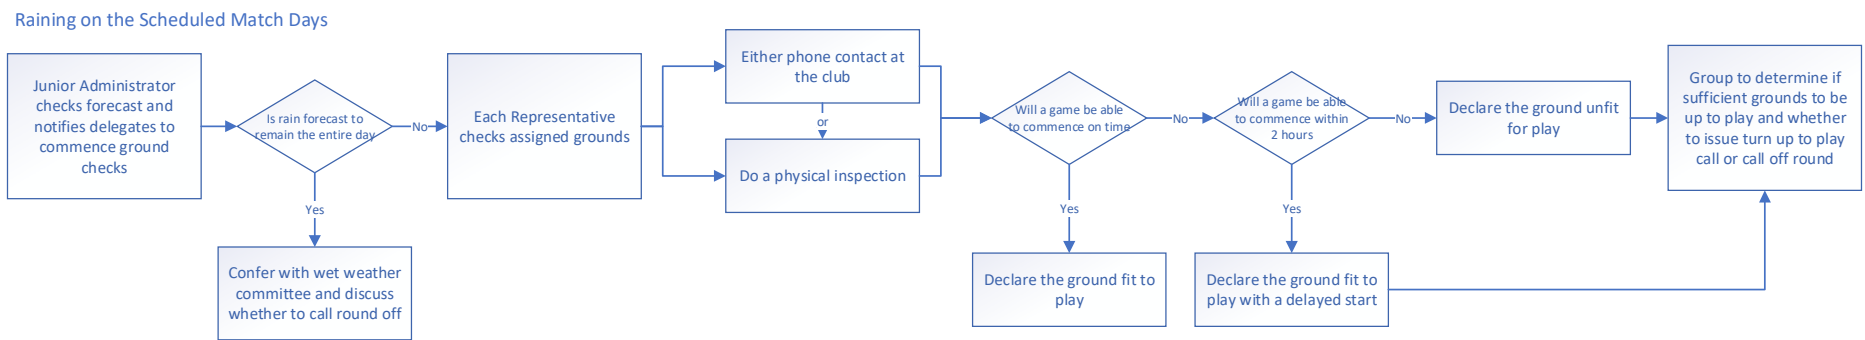 Raining on the Scheduled Match Days
Junior Administrator
checks forecast and
notifies delegates to
commence ground
checks
Is rain forecast to
remain the entire day
No
Yes
Confer with wet weather
committee and discuss
whether to call round off
Each Representative
checks assigned grounds
Either phone contact at
the club
or
Do a physical inspection
Will a game be able
to commence on time
No
Yes
Declare the ground fit to
play
Will a game be able
to commence within
2 hours
No
Yes
Declare the ground fit to
play with a delayed start
Declare the ground unfit
for play
Group to determine if
sufficient grounds to be
up to play and whether
to issue turn up to play
call or call off round